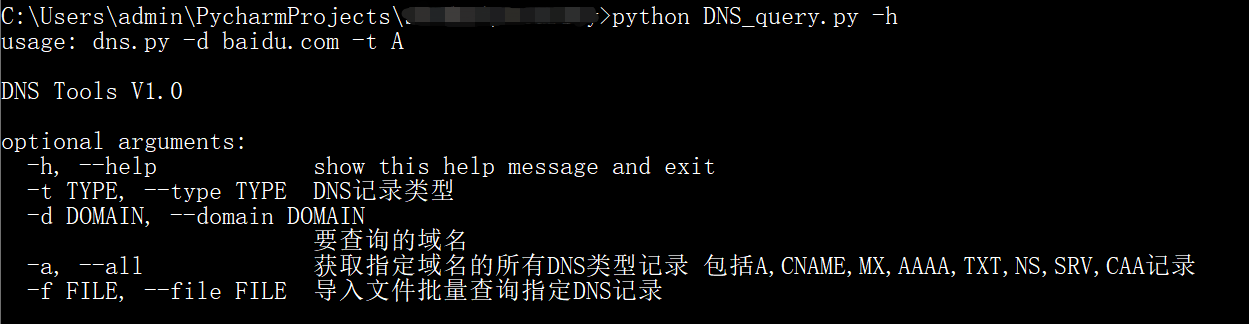 C:\Users\admin\PycharmProjects\ >python DNS_query.py -h
usage: dns.py -d baidu.com -t A
DNS Tools V1.0
optional arguments:
-h, --help show this help message and exit
-t TYPE, --type TYPE DNS记录类型
-d DOMAIN, --domain DOMAIN
要查询的域名
-a, --all 获取指定域名的所有DNS类型记录 包括A,CNAME,MX,AAAA,TXT,NS,SRV,CAA记录
-f FILE, --file FILE 导入文件批量查询指定DNS记录